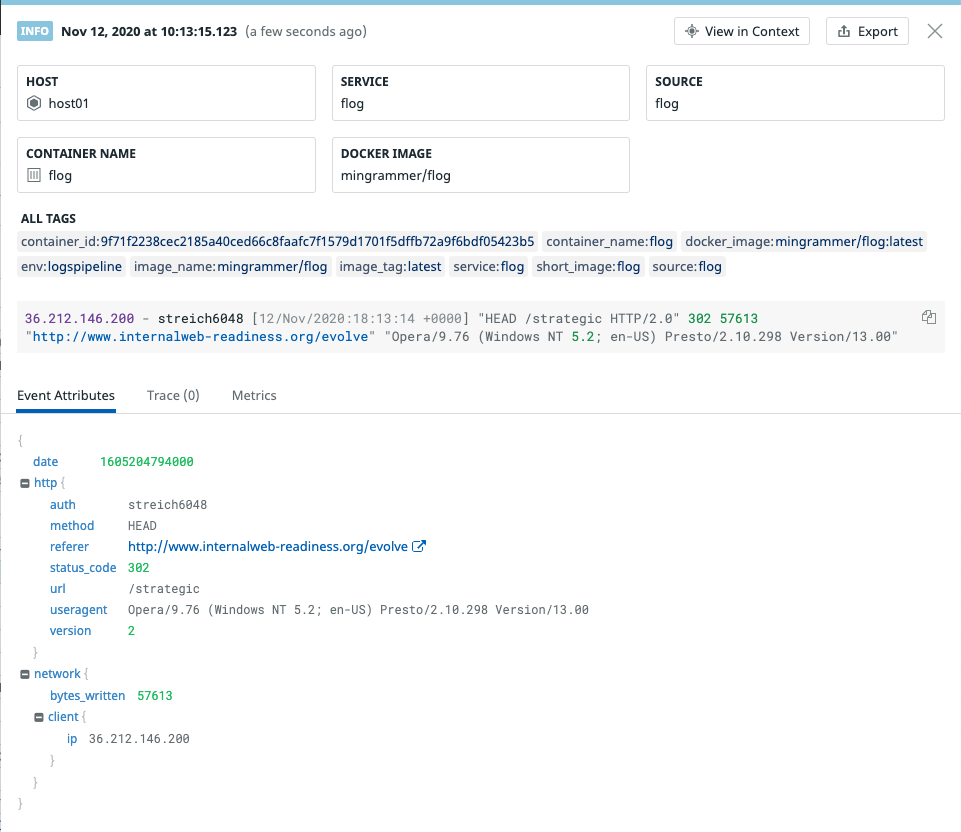 INFO Nov 12, 2020 at 10:13:15.123 (a few seconds ago) View in Context Export
HOST
host01
SERVICE
flog
SOURCE
flog
CONTAINER NAME
flog
DOCKER IMAGE
mingrammer/flog
ALL TAGS
container_id:9f71f2238cec2185a40ced66c8faafc7f1579d1701f5dffb72a9f6bdf05423b5 container_name:flog docker_image:mingrammer/flog:latest
env:logspipeline image_name:mingrammer/flog image_tag:latest service:flog short_image:flog source:flog
36.212.146.200 - streich6048 [12/Nov/2020:18:13:14 +0000] "HEAD /strategic HTTP/2.0" 302 57613
"http://www.internalweb-readiness.org/evolve" "Opera/9.76 (Windows NT 5.2; en-US) Presto/2.10.298 Version/13.00"
Event Attributes Trace (0) Metrics
{
date 1605204794000
http {
auth streich6048
method HEAD
referer http://www.internalweb-readiness.org/evolve
status_code 302
url /strategic
useragent Opera/9.76 (Windows NT 5.2; en-US) Presto/2.10.298 Version/13.00
version 2
}
network {
bytes_written 57613
client {
ip 36.212.146.200
}
}
}